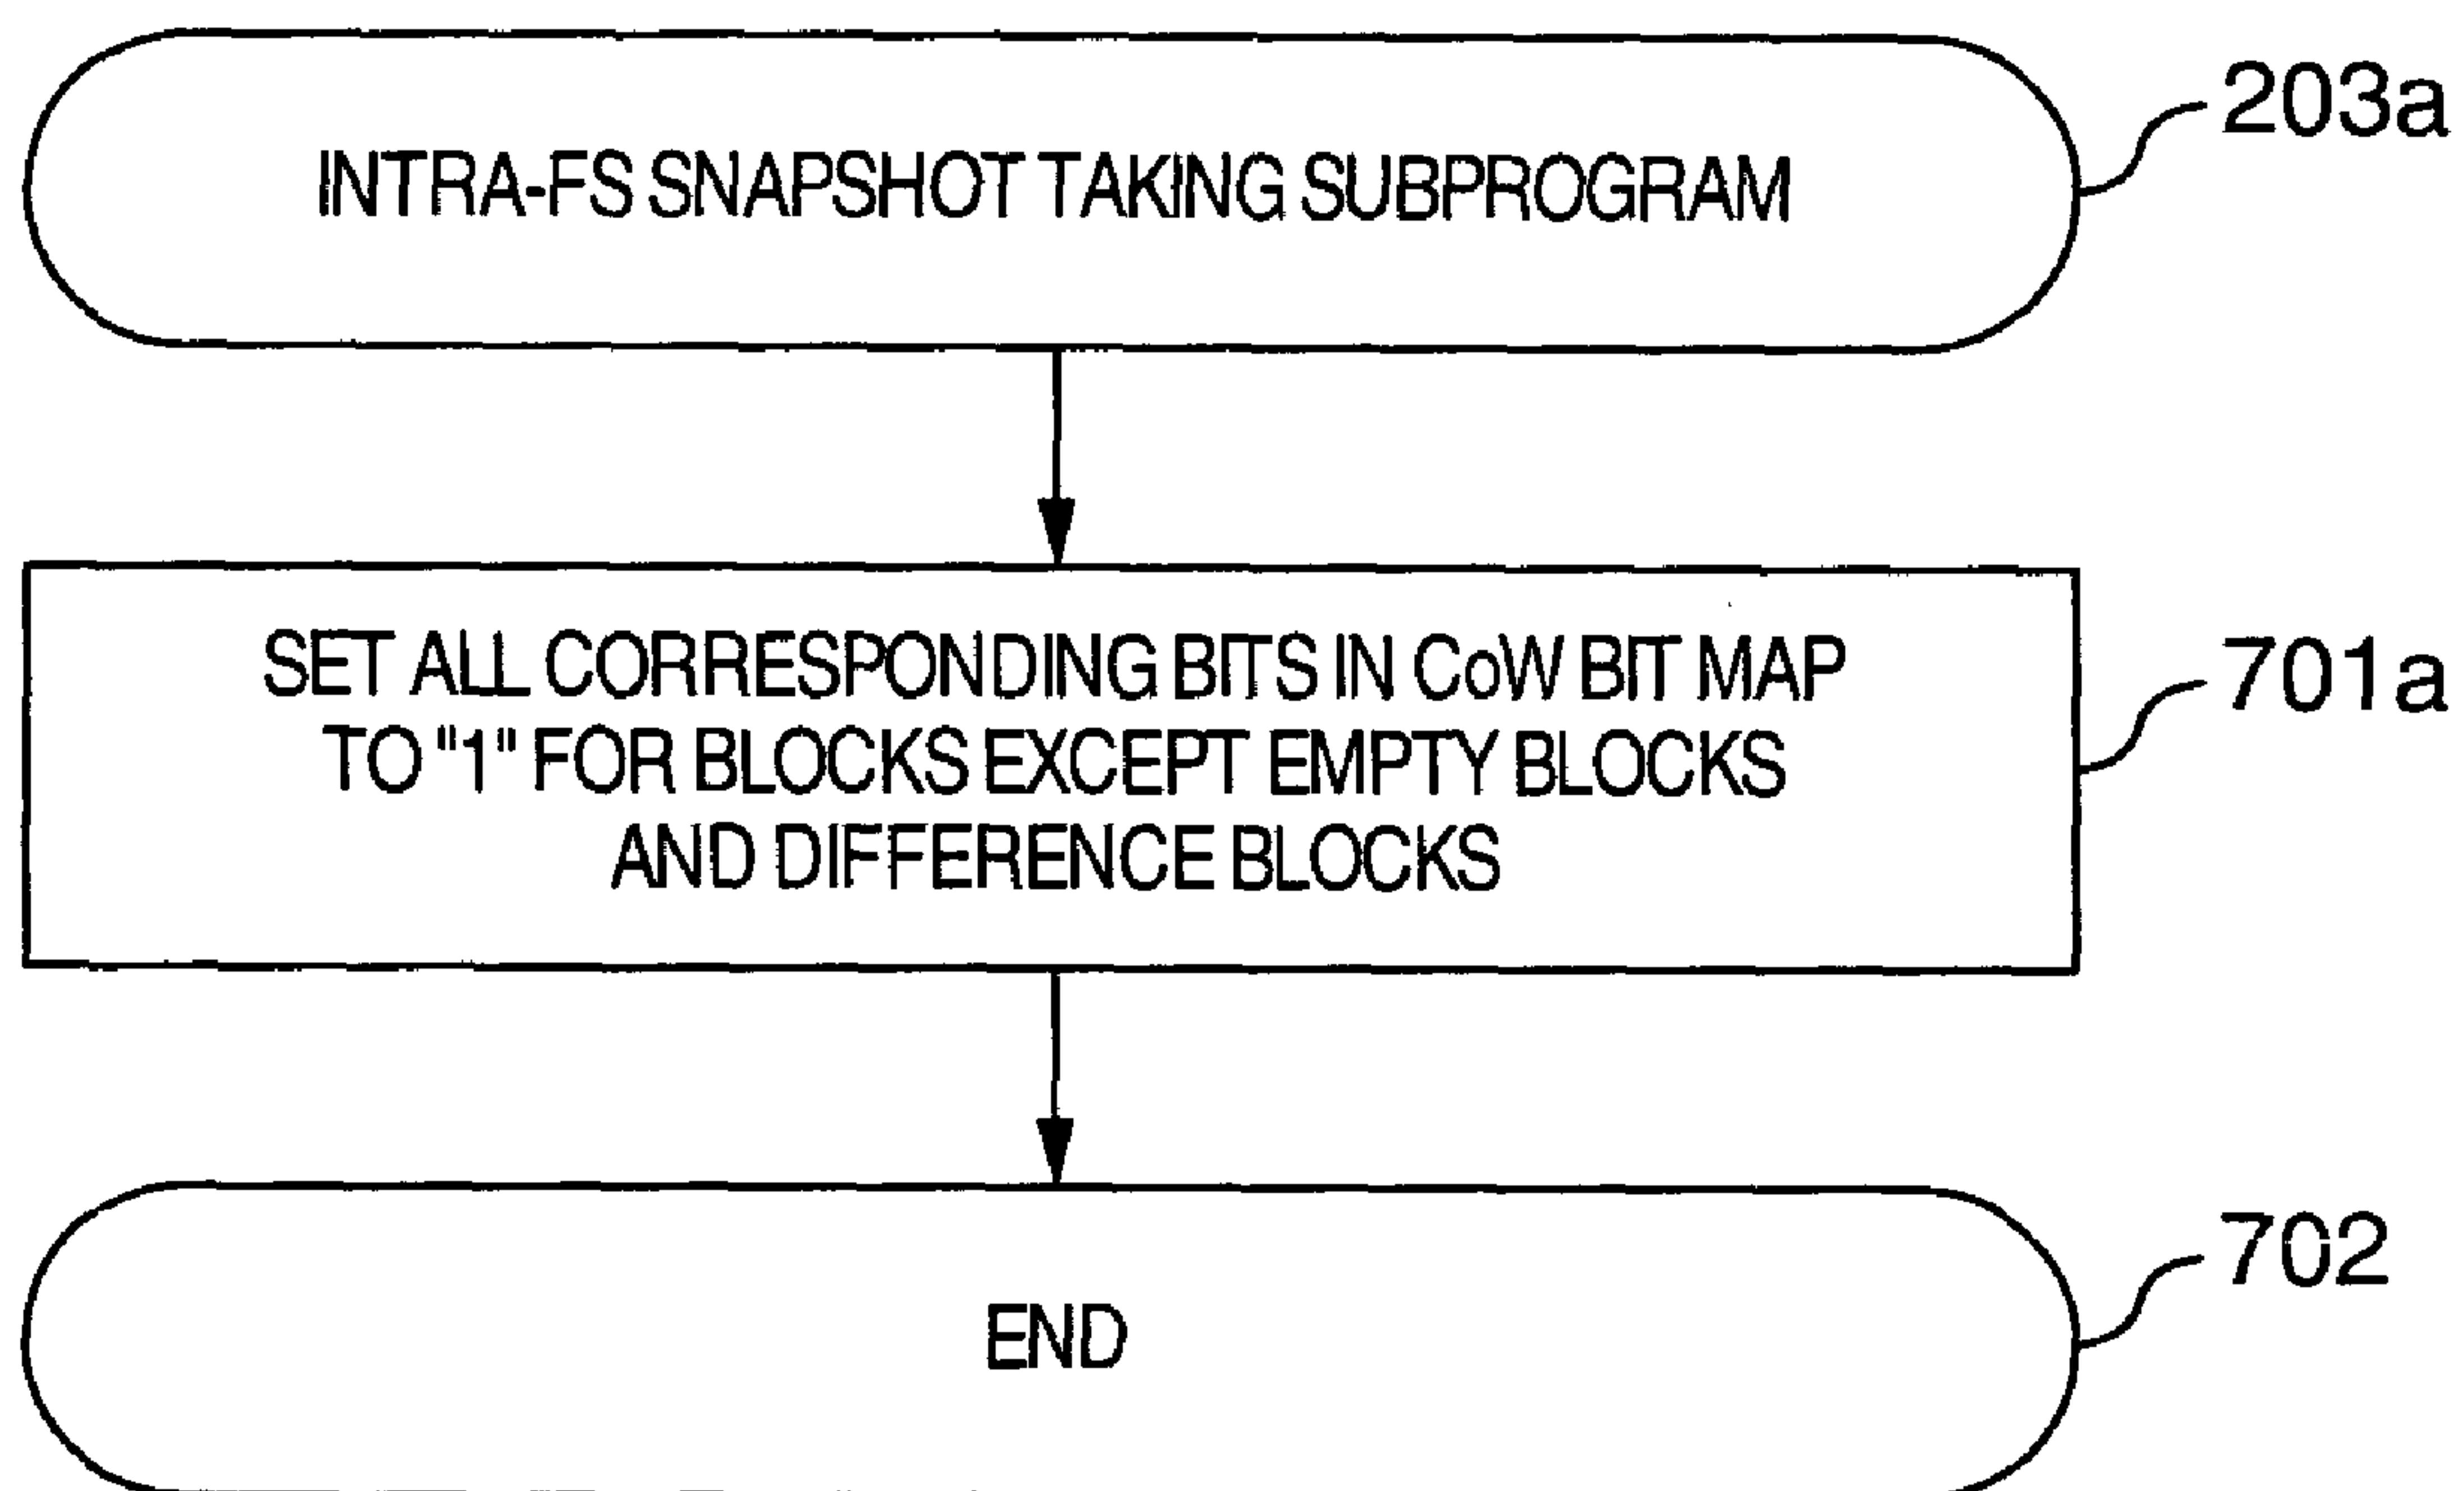 INTRA-FS SNAPSHOT TAKING SUBPROGRAM
203a
SET ALL CORRESPONDING BITS IN CoW BIT MAP
TO "1" FOR BLOCKS EXCEPT EMPTY BLOCKS
AND DIFFERENCE BLOCKS
701a
END
702